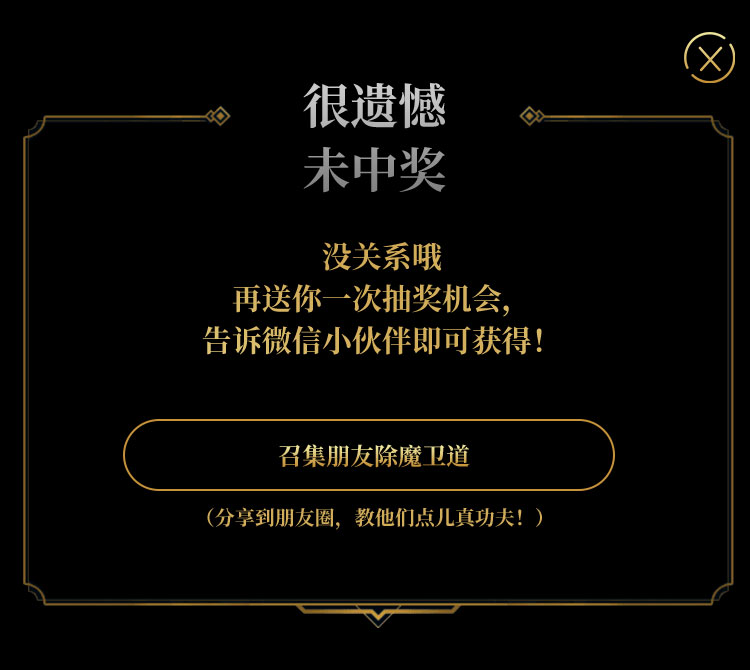 很遗憾
未中奖
没关系哦
再送你一次抽奖机会，
告诉微信小伙伴即可获得！
召集朋友除魔卫道
（分享到朋友圈，教他们点儿真功夫！）